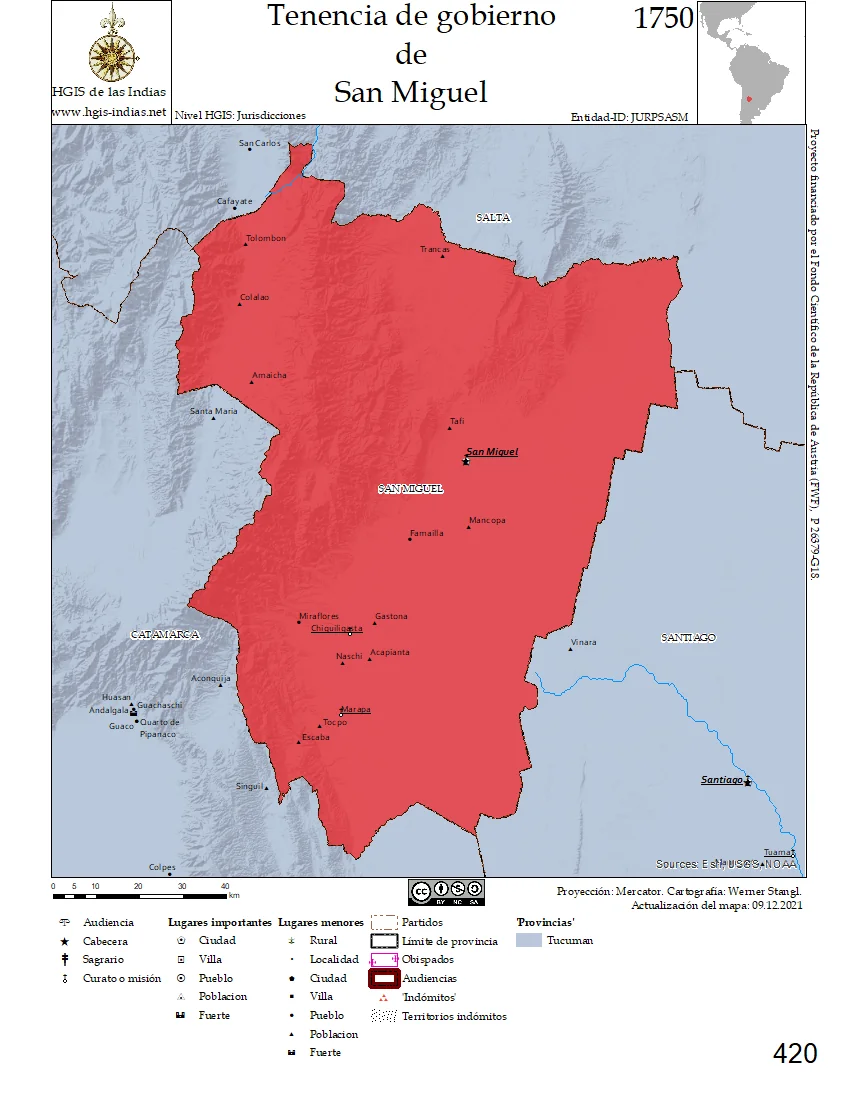 Tenencia de gobierno
de
San Miguel
1750
HGIS de las Indias
www.hgis-indias.net
Nivel HGIS: Jurisdicciones
Entidad-ID: JURPSASM
Proyecto financiado por el Fondo Científico de la República de Austria (FWF), P 26379-G18.
San Carlos
Cafayate
SALTA
Tolombon
Trancas
Colalao
Amaicha
Santa Maria
Tafi
San Miguel
SAN MIGUEL
Mancopa
Famailla
Miraflores
Gastona
Chiquiligasta
CATAMARCA
SANTIAGO
Vinara
Naschi
Acapianta
Aconquija
Huasan
Guachaschi
Andalgala
Marapa
Guaco
Quarto de
Pipanaco
Tocpo
Escaba
Singuil
Santiago
Tuama
Colpes
Sources: Esri, USGS, NOAA
0 5 10 20 30 40
km
CC BY NC SA
Proyección: Mercator. Cartografía: Werner Stangl.
Actualización del mapa: 09.12.2021
Audiencia
Cabecera
Sagrario
Curato o misión
Lugares importantes
Ciudad
Villa
Pueblo
Poblacion
Fuerte
Lugares menores
Rural
Localidad
Ciudad
Villa
Pueblo
Poblacion
Fuerte
Partidos
Límite de provincia
Obispados
Audiencias
'Indómitos'
Territorios indómitos
'Provincias'
Tucuman
420